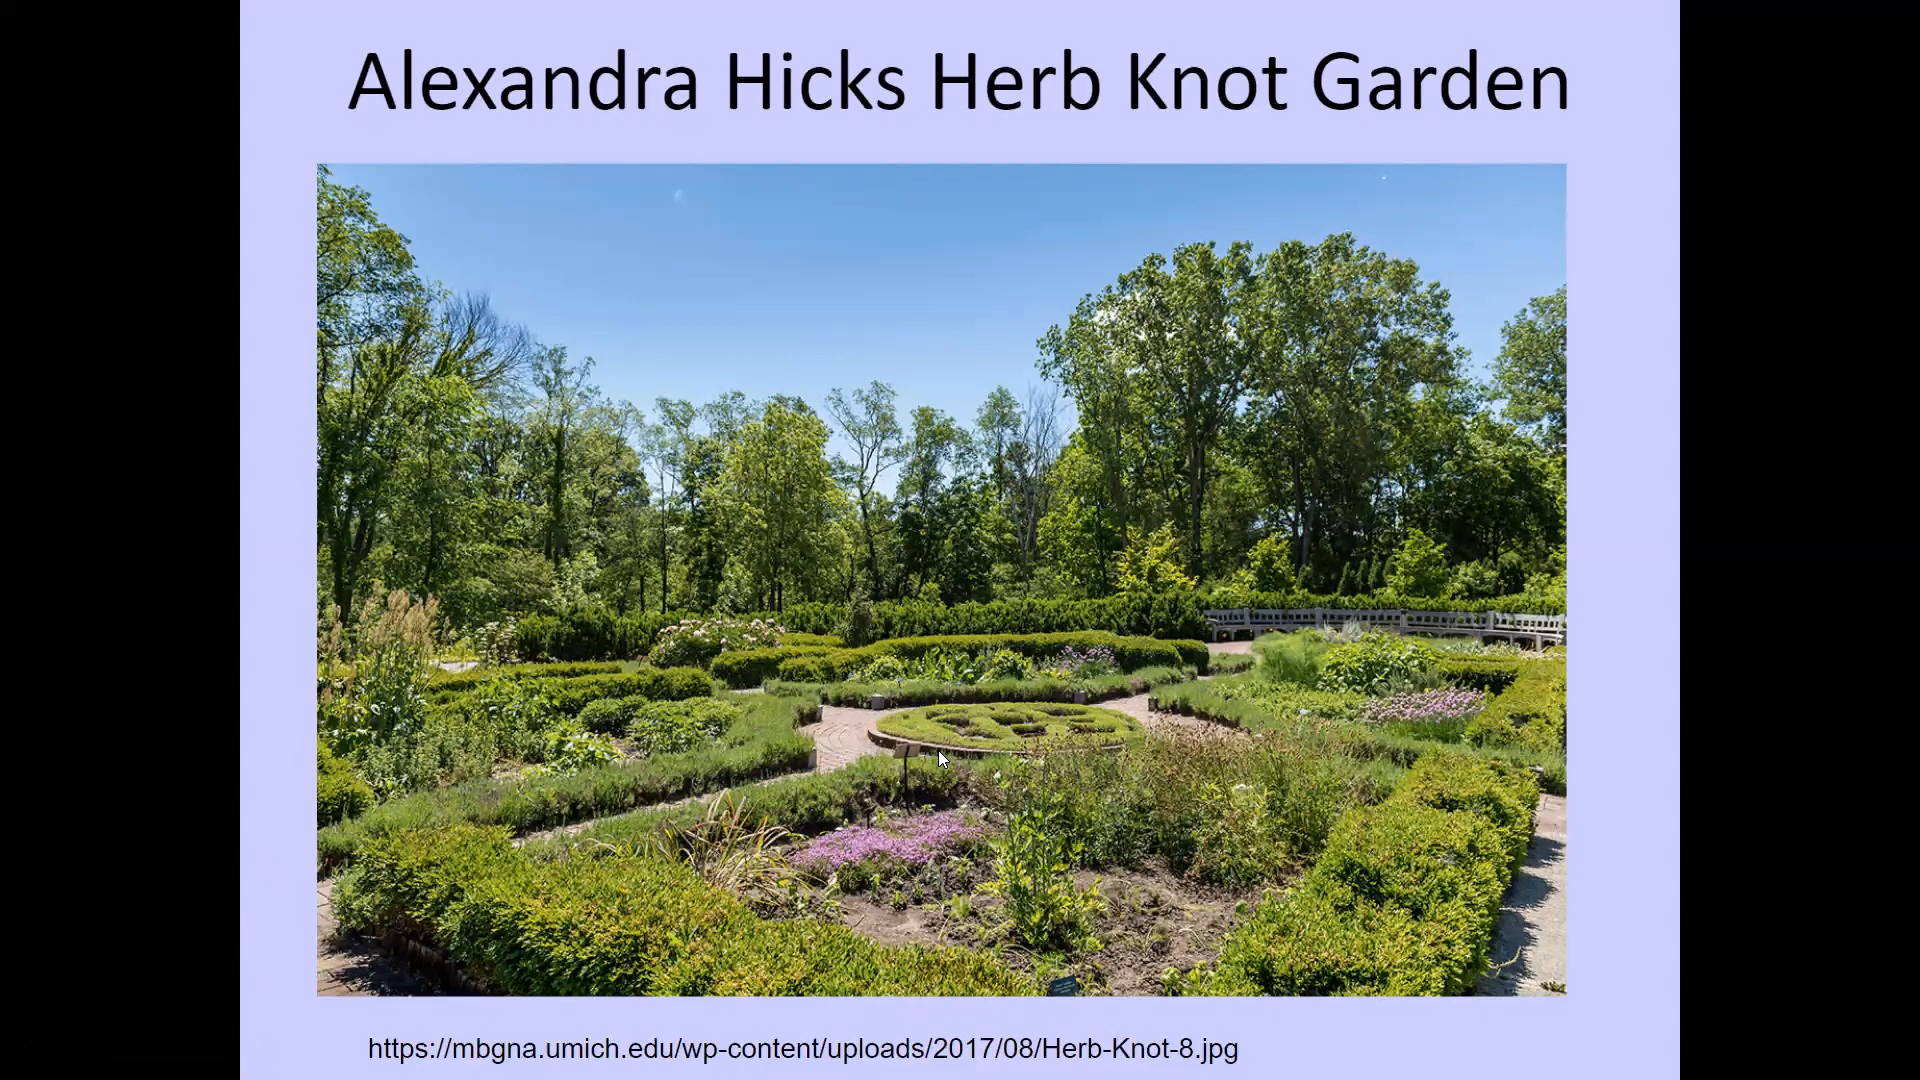 Alexandra Hicks Herb Knot Garden
https://mbgna.umich.edu/wp-content/uploads/2017/08/Herb-Knot-8.jpg